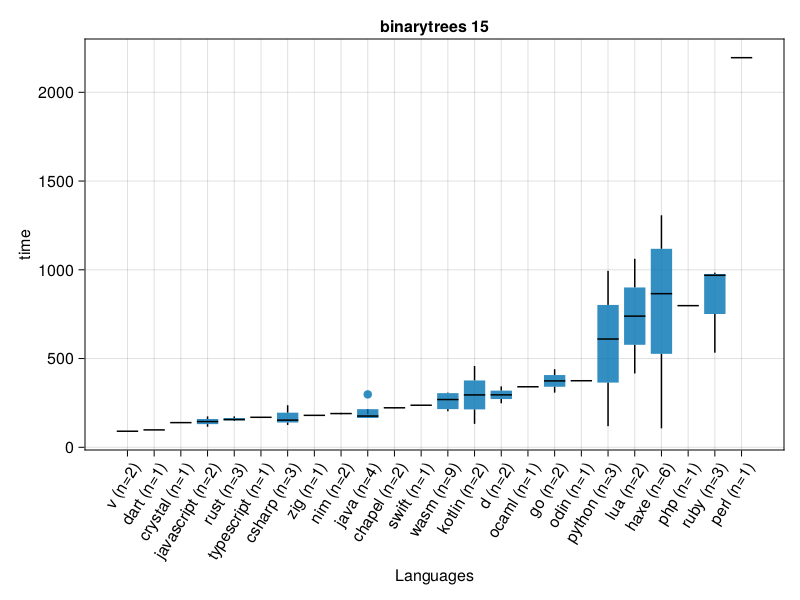 binarytrees 15
time
2000
1500
1000
500
0
v (n=2)
dart (n=1)
crystal (n=1)
javascript (n=2)
rust (n=3)
typescript (n=1)
csharp (n=3)
zig (n=1)
nim (n=2)
java (n=4)
chapel (n=2)
swift (n=1)
wasm (n=9)
kotlin (n=2)
d (n=2)
ocaml (n=1)
go (n=2)
odin (n=1)
python (n=3)
lua (n=2)
haxe (n=6)
php (n=1)
ruby (n=3)
perl (n=1)
Languages